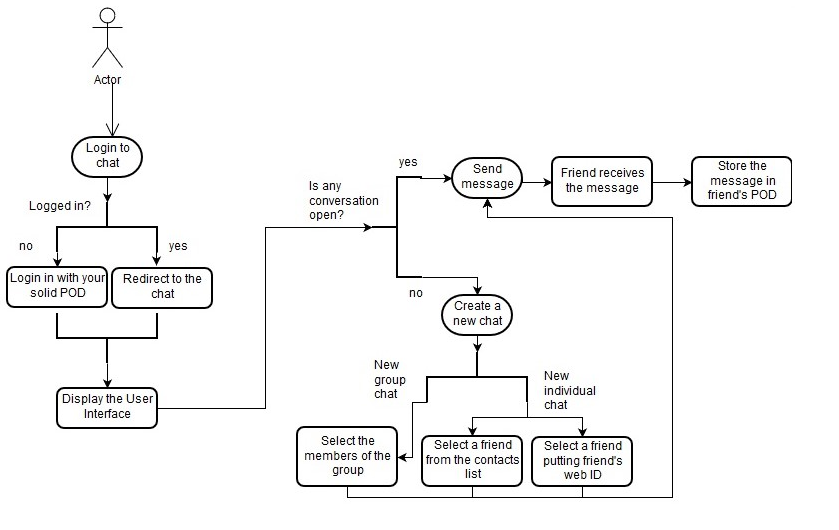 Actor
Login to
chat
Logged in?
no
yes
Login in with your
solid POD
Redirect to the
chat
Display the User
Interface
Is any
conversation
open?
yes
no
Send
message
Friend receives
the message
Store the
message in
friend's POD
Create a
new chat
New
group
chat
New
individual
chat
Select the
members of the
group
Select a friend
from the contacts
list
Select a friend
putting friend's
web ID